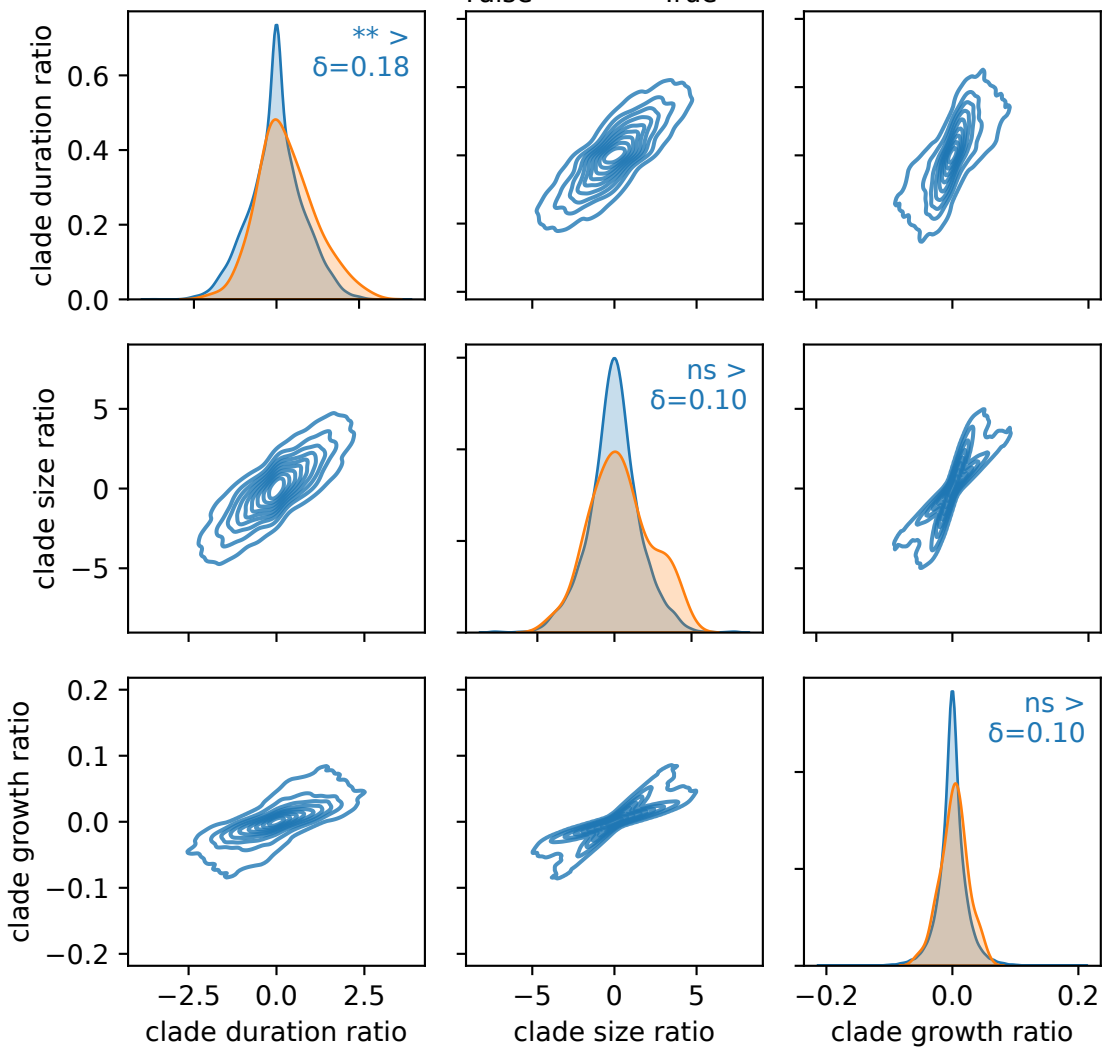 False True
clade duration ratio
0.6
0.4
0.2
0.0
** >
δ=0.18
clade size ratio
5
0
−5
ns >
δ=0.10
clade growth ratio
0.2
0.1
0.0
−0.1
−0.2
ns >
δ=0.10
−2.5 0.0 2.5
−5 0 5
−0.2 0.0 0.2
clade duration ratio
clade size ratio
clade growth ratio